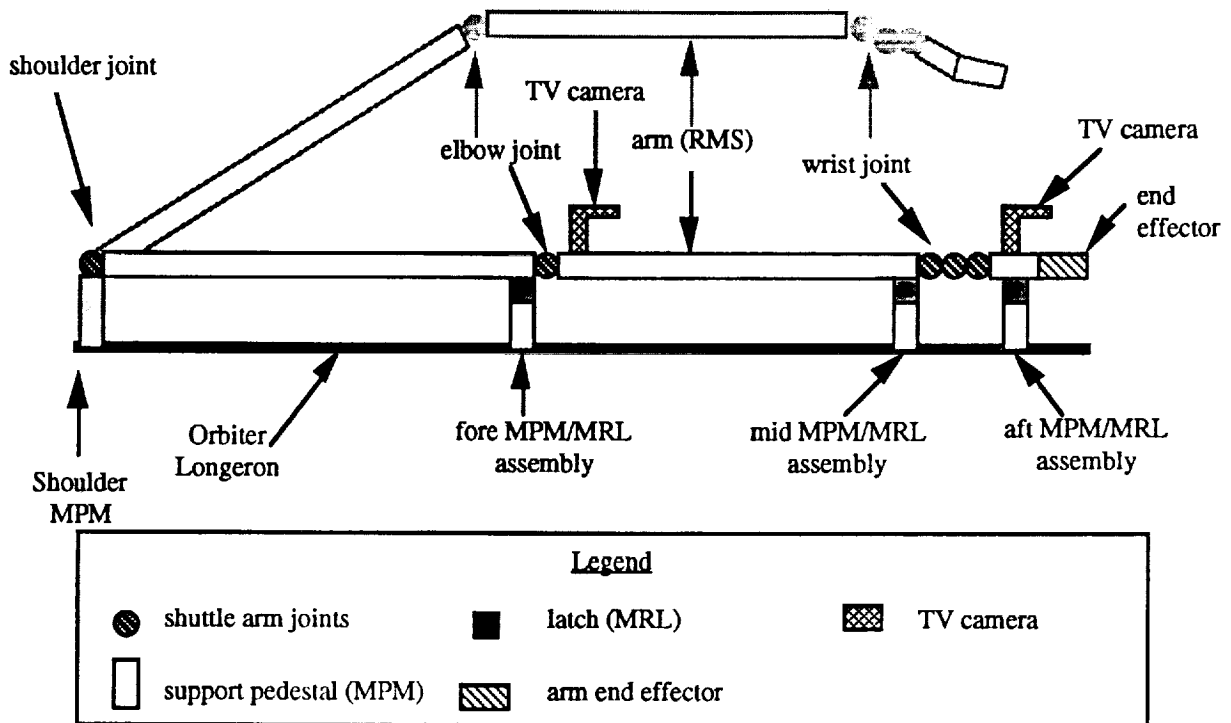 shoulder joint
TV camera
elbow joint
arm (RMS)
wrist joint
TV camera
end
effector
Orbiter
Longeron
fore MPM/MRL
assembly
mid MPM/MRL
assembly
aft MPM/MRL
assembly
Shoulder
MPM
Legend
shuttle arm joints
latch (MRL)
TV camera
support pedestal (MPM)
arm end effector